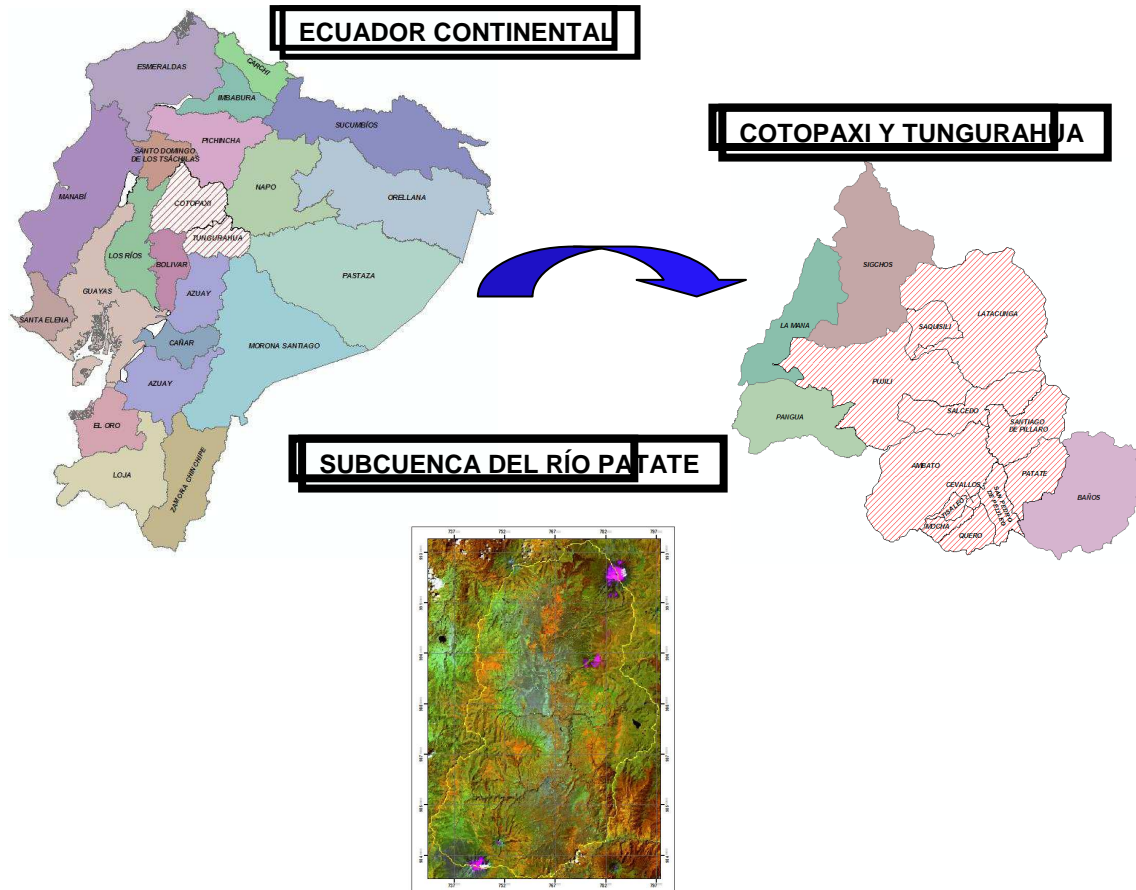 ECUADOR CONTINENTAL
ESMERALDAS
CARCHI
IMBABURA
SUCUMBÍOS
PICHINCHA
SANTO DOMINGO
DE LOS TSÁCHILAS
NAPO
ORELLANA
MANABÍ
COTOPAXI
TUNGURAHUA
LOS RÍOS
BOLIVAR
PASTAZA
GUAYAS
AZUAY
SANTA ELENA
CAÑAR
MORONA SANTIAGO
AZUAY
EL ORO
LOJA
ZAMORA CHINCHIPE
COTOPAXI Y TUNGURAHUA
SIGCHOS
LA MANA
LATACUNGA
SAQUISILI
PUJILI
PANGUA
SALCEDO
SANTIAGO
DE PILLARO
AMBATO
PATATE
CEVALLOS
BAÑOS
TISALEO
SAN PEDRO
DE PELILEO
MOCHA
QUERO
SUBCUENCA DEL RÍO PATATE